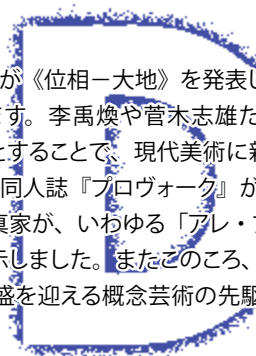 が《位相－大地》を発表し
す。李禹煥や菅木志雄た
とすることで、現代美術に新
同人誌『プロヴォーク』が
真家が、いわゆる「アレ・ブ
示しました。またこのころ、
盛を迎える概念芸術の先駆